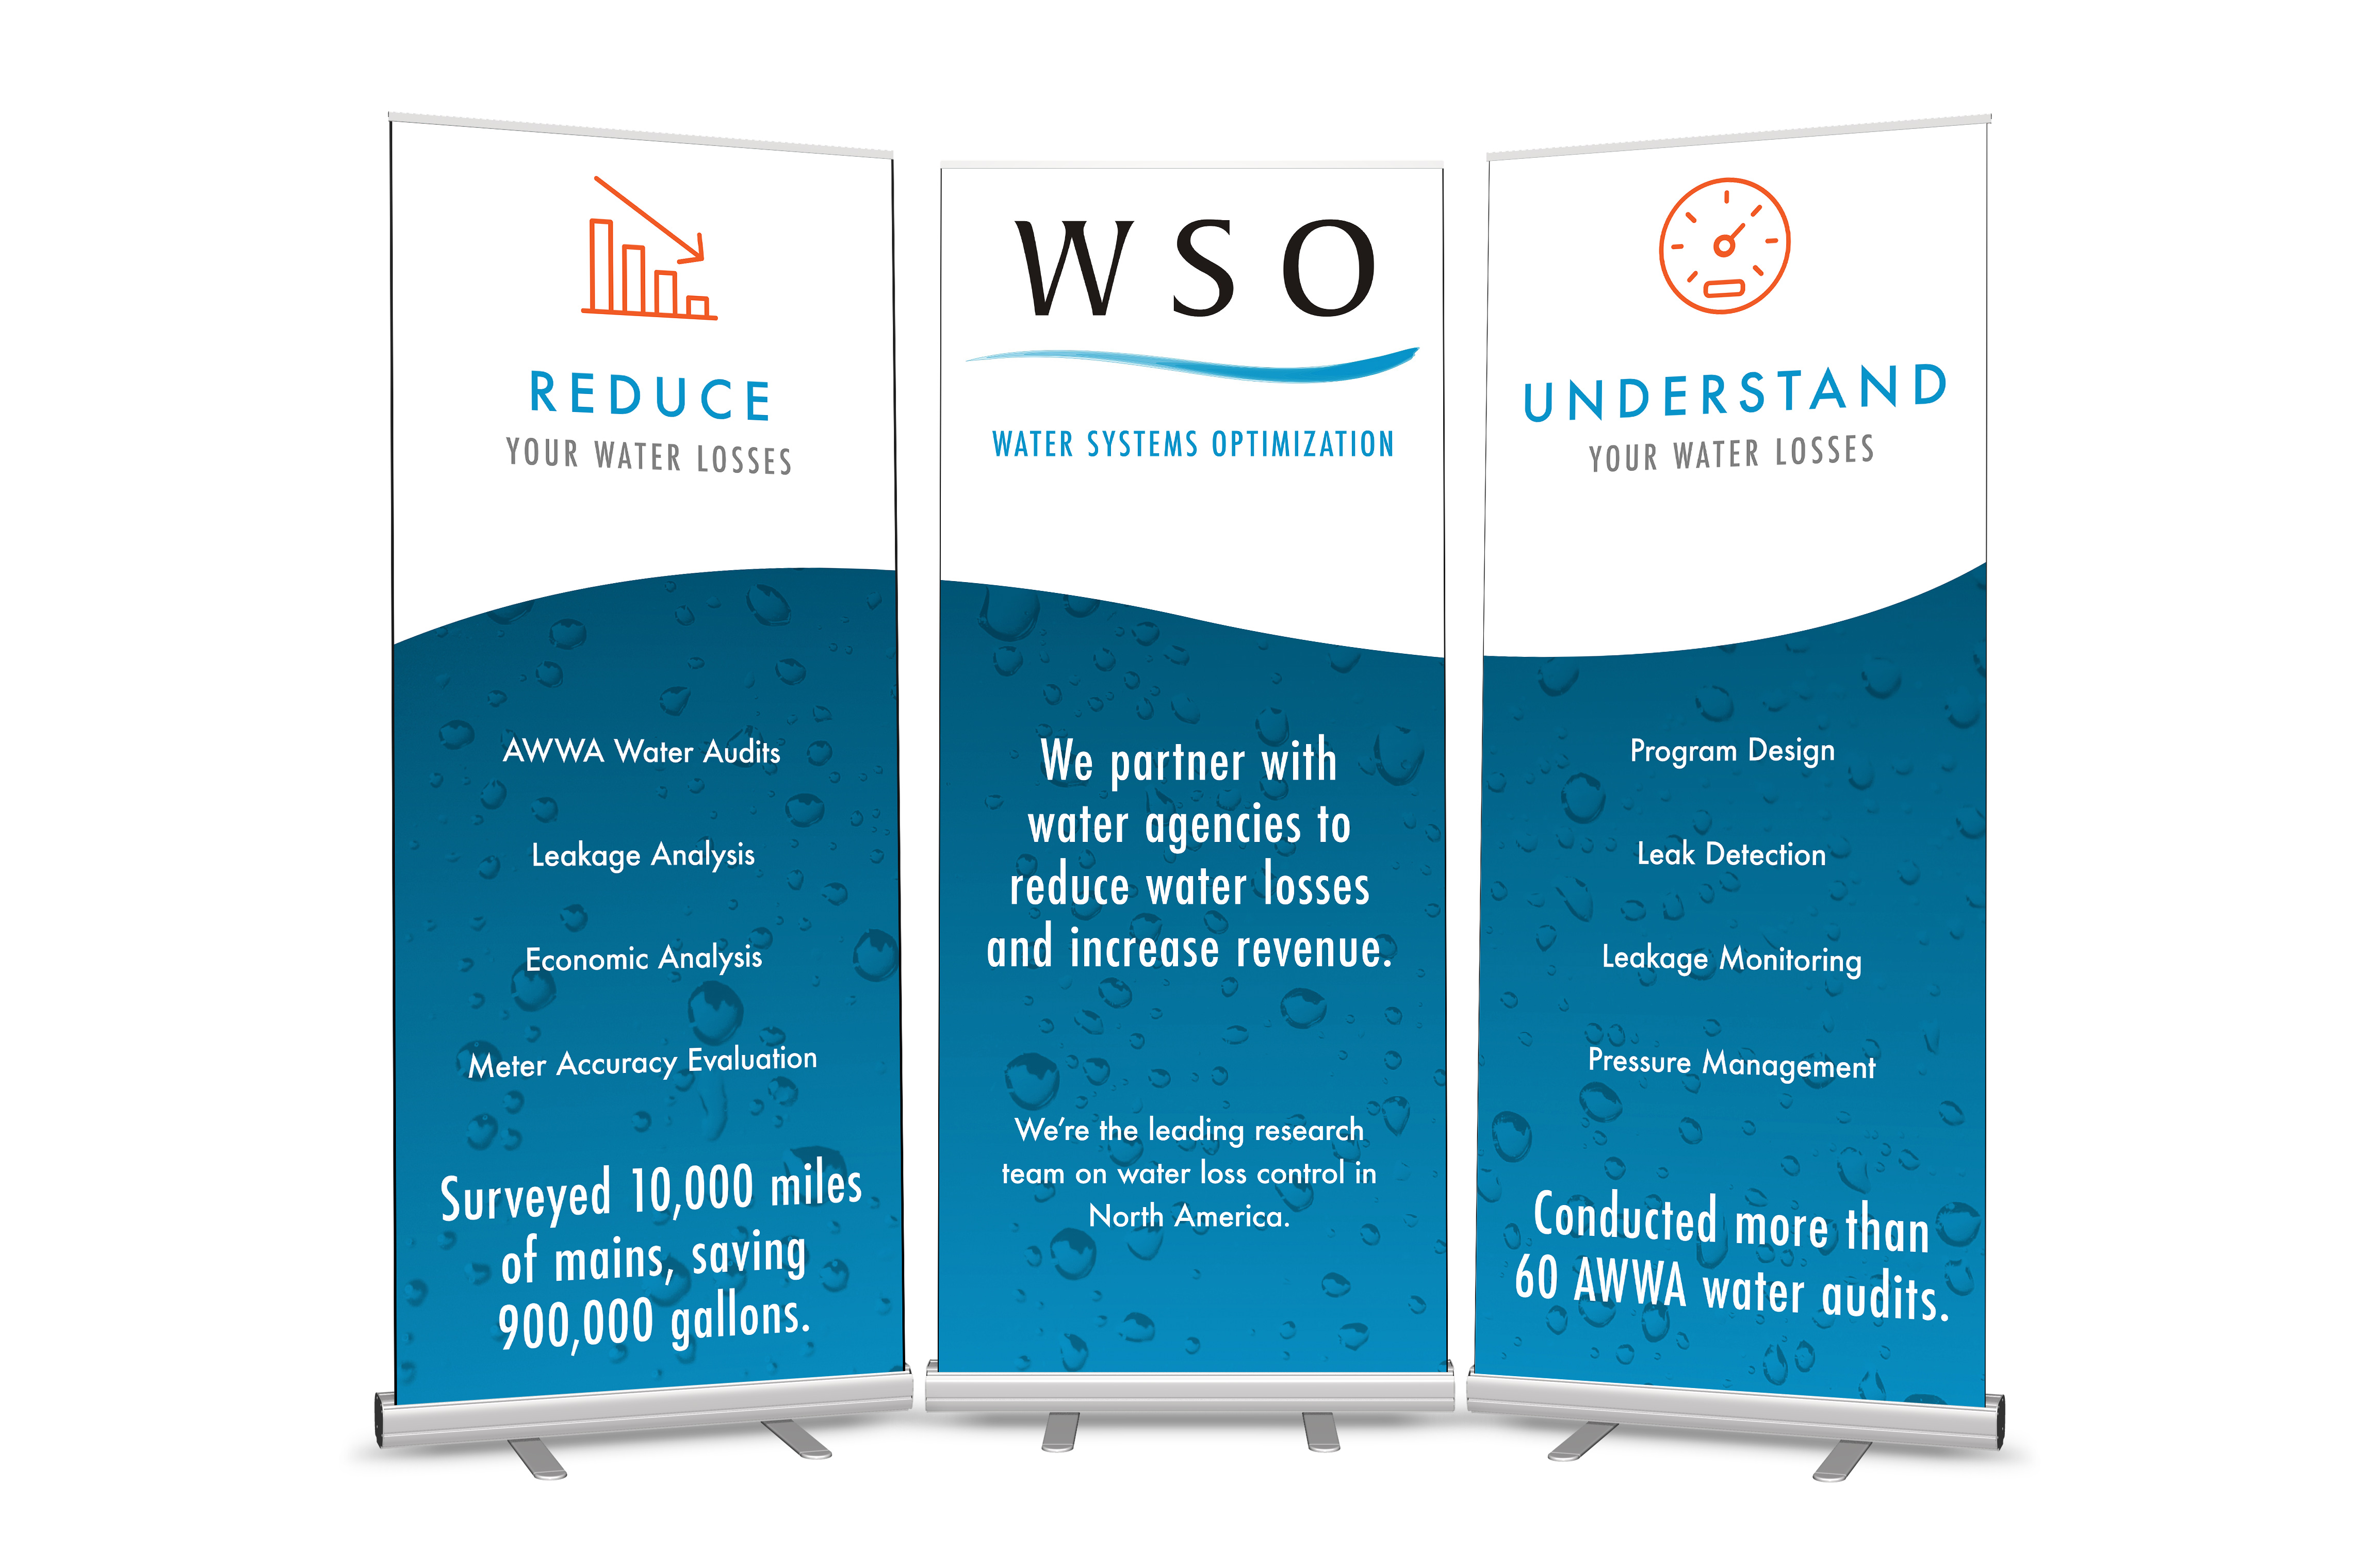 REDUCE
YOUR WATER LOSSES
AWWA Water Audits
Leakage Analysis
Economic Analysis
Meter Accuracy Evaluation
Surveyed 10,000 miles
of mains, saving
900,000 gallons.
WSO
WATER SYSTEMS OPTIMIZATION
We partner with
water agencies to
reduce water losses
and increase revenue.
We're the leading research
team on water loss control in
North America.
UNDERSTAND
YOUR WATER LOSSES
Program Design
Leak Detection
Leakage Monitoring
Pressure Management
Conducted more than
60 AWWA water audits.